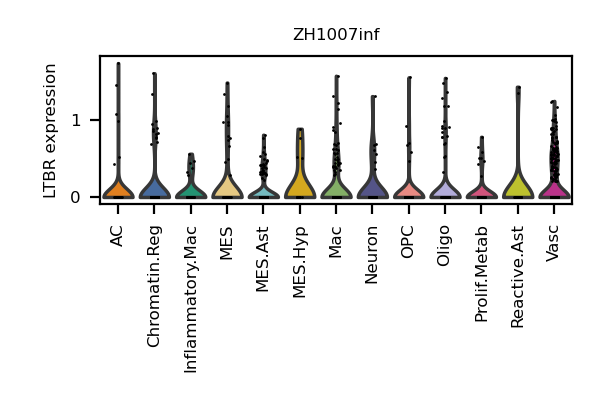 ZH1007inf
LTBR expression
1
0
AC
Chromatin.Reg
Inflammatory.Mac
MES
MES.Ast
MES.Hyp
Mac
Neuron
OPC
Oligo
Prolif.Metab
Reactive.Ast
Vasc